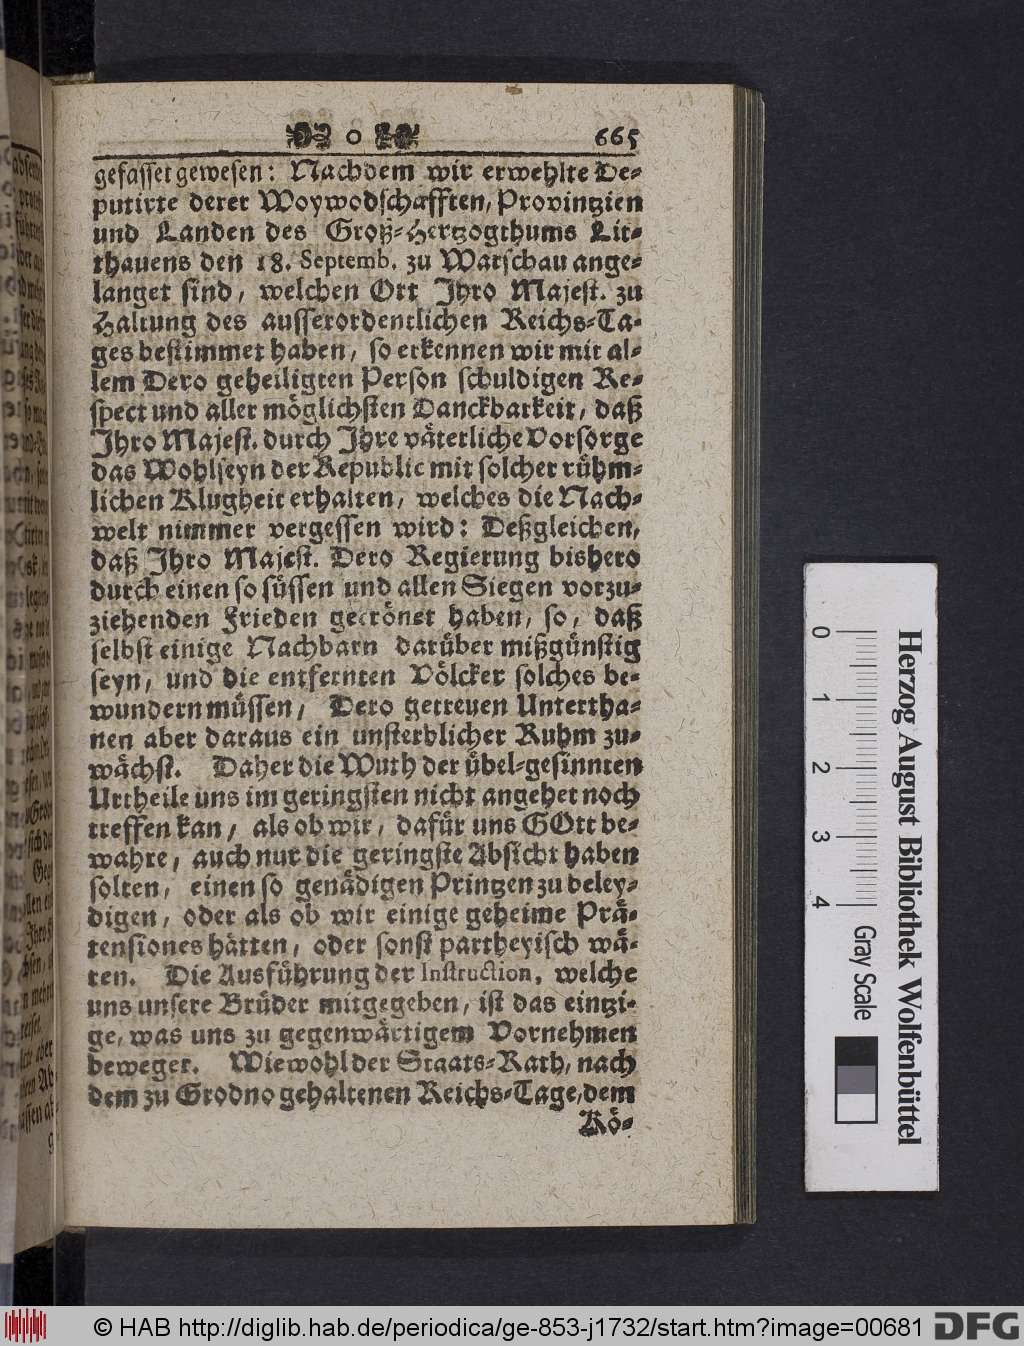 o 665
gefasset gewesen: Nachdem wir erwehlte De-
putirte derer Woywodschafften, Provintzien
und Landen des Groß-Hertzogthums Lit-
thauens den 18. Septemb. zu Warschau ange-
langet sind, welchen Ort Ihro Majest. zu
Haltung des ausserordentlichen Reichs-Ta-
ges bestimmet haben, so erkennen wir mit al-
lem Dero geheiligten Person schuldigen Re-
spect und aller möglichsten Danckbarkeit, daß
Ihro Majest. durch Ihre väterliche Vorsorge
das Wohlseyn der Republic mit solcher rühm-
lichen Klugheit erhalten, welches die Nach-
welt nimmer vergessen wird: Deßgleichen,
daß Ihro Majest. Dero Regierung bishero
durch einen so süssen und allen Siegen vorzu-
ziehenden Frieden gecrönet haben, so, daß
selbst einige Nachbarn darüber mißgünstig
seyn, und die entfernten Völcker solches be-
wundern müssen, Dero getreuen Untertha-
nen aber daraus ein unsterblicher Ruhm zu-
wächst. Daher die Wuth der übel-gesinnten
Urtheile uns im geringsten nicht angehet noch
treffen kan, als ob wir, dafür uns GOtt be-
wahre, auch nur die geringste Absicht haben
solten, einen so genädigen Printzen zu beley-
digen, oder als ob wir einige geheime Prä-
tensiones hätten, oder sonst partheyisch wä-
ren. Die Ausführung der Instruction, welche
uns unsere Brüder mitgegeben, ist das eintzi-
ge, was uns zu gegenwärtigem Vornehmen
beweget. Wiewohl der Staats-Rath, nach
dem zu Grodno gehaltenen Reichs-Tage, dem
Kö-
Herzog August Bibliothek Wolfenbüttel
0 1 2 3 4 Gray Scale
© HAB http://diglib.hab.de/periodica/ge-853-j1732/start.htm?image=00681 DFG